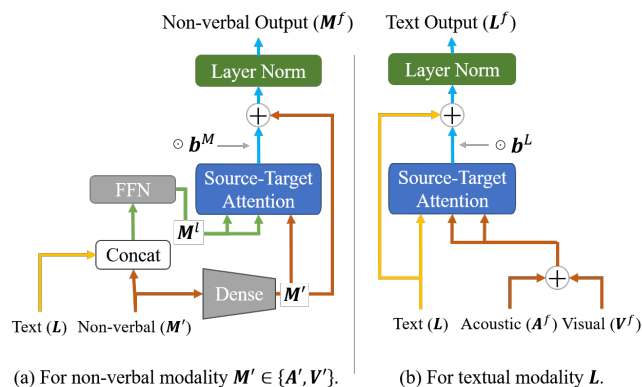 Non-verbal Output (M^f)
Text Output (L^f)
Layer Norm
Layer Norm
+
+
⊙ b^M
⊙ b^L
FFN
Source-Target
Attention
Source-Target
Attention
M^l
Concat
Dense
M'
+
Text (L)
Non-verbal (M')
Text (L)
Acoustic (A^f)
Visual (V^f)
(a) For non-verbal modality M' ∈ {A', V'}.
(b) For textual modality L.